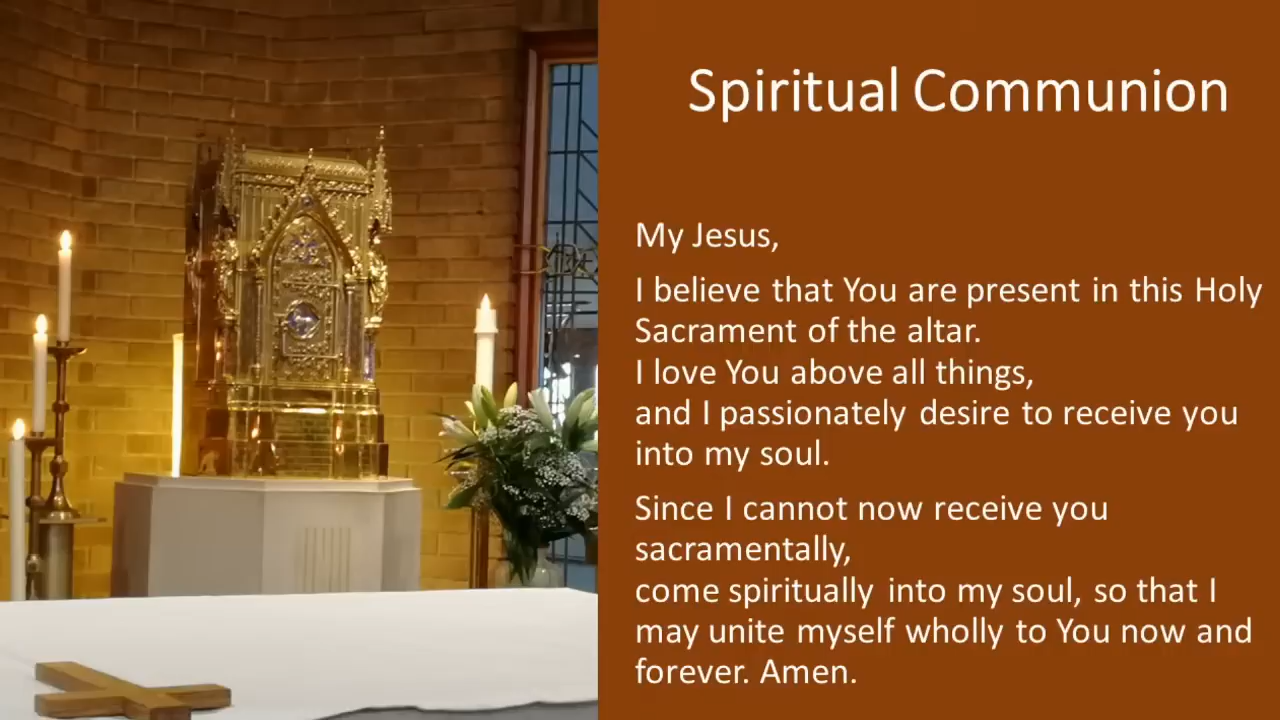 Spiritual Communion
My Jesus,
I believe that You are present in this Holy
Sacrament of the altar.
I love You above all things,
and I passionately desire to receive you
into my soul.
Since I cannot now receive you
sacramentally,
come spiritually into my soul, so that I
may unite myself wholly to You now and
forever. Amen.